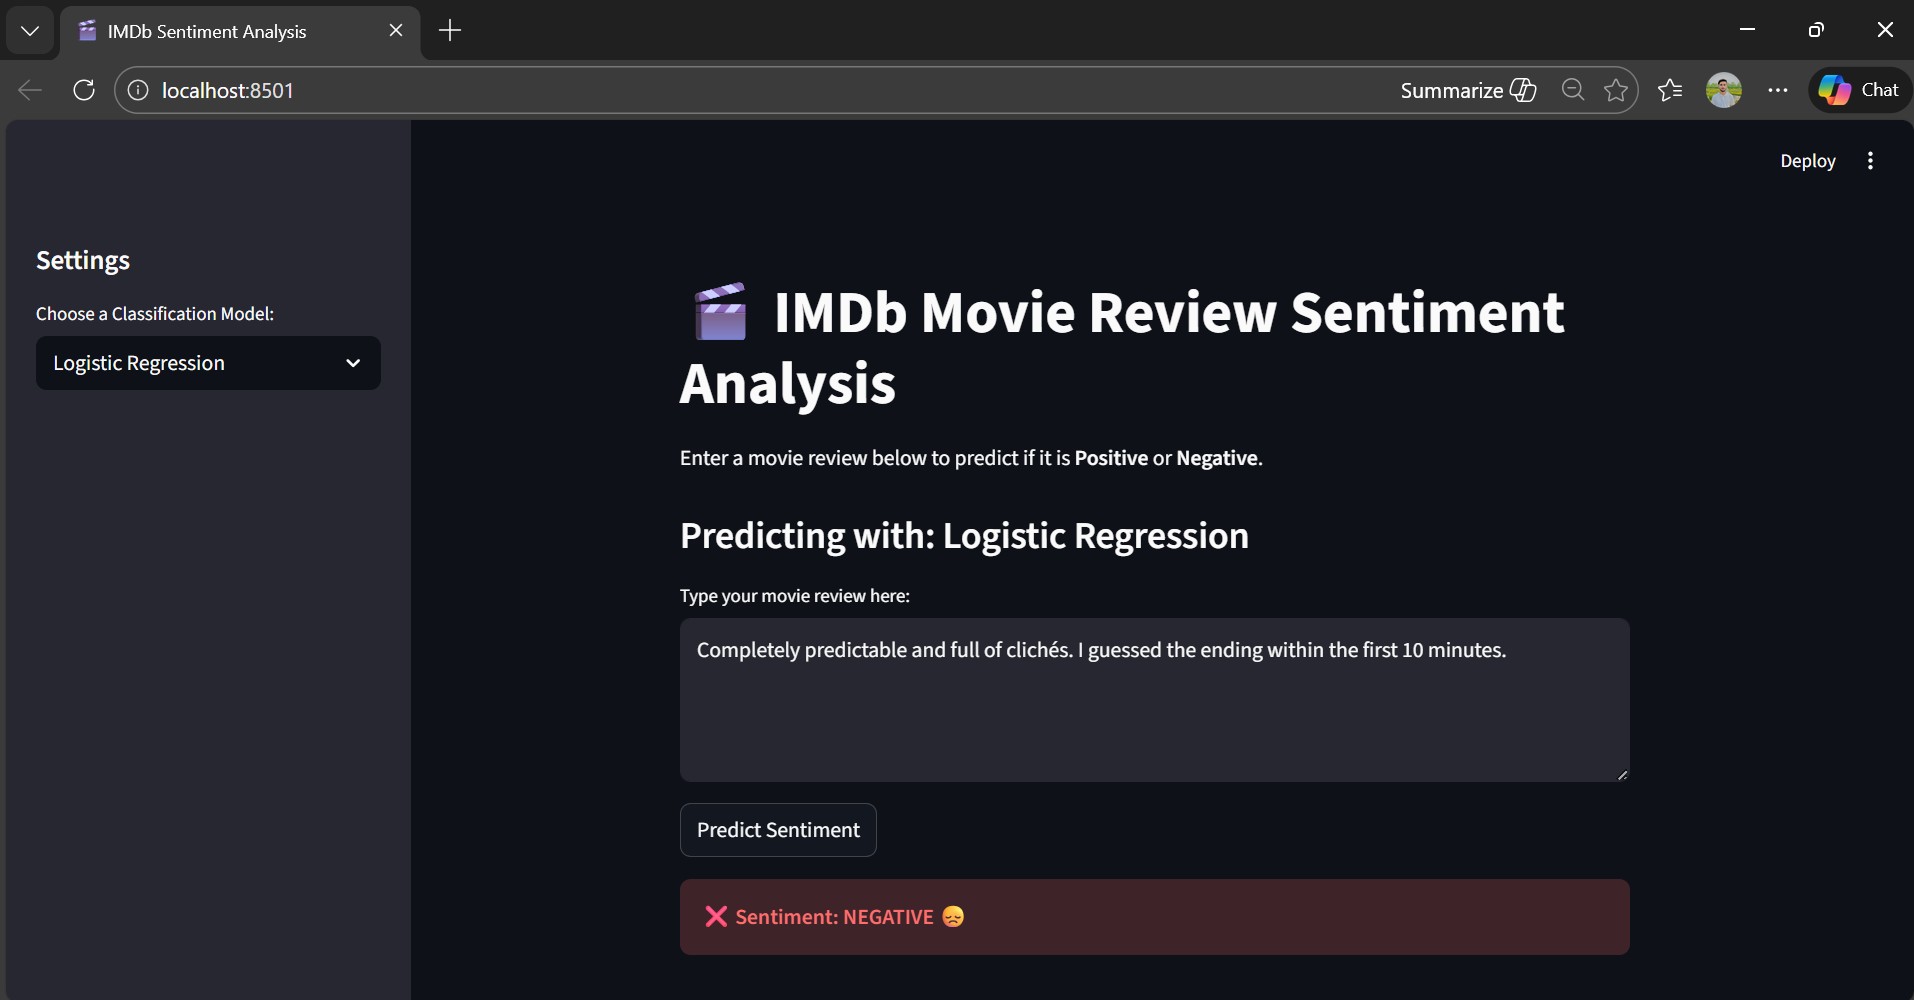 IMDb Sentiment Analysis
localhost:8501
Summarize
Chat
Deploy
Settings
Choose a Classification Model:
Logistic Regression
IMDb Movie Review Sentiment
Analysis
Enter a movie review below to predict if it is Positive or Negative.
Predicting with: Logistic Regression
Type your movie review here:
Completely predictable and full of clichés. I guessed the ending within the first 10 minutes.
Predict Sentiment
❌ Sentiment: NEGATIVE 😞